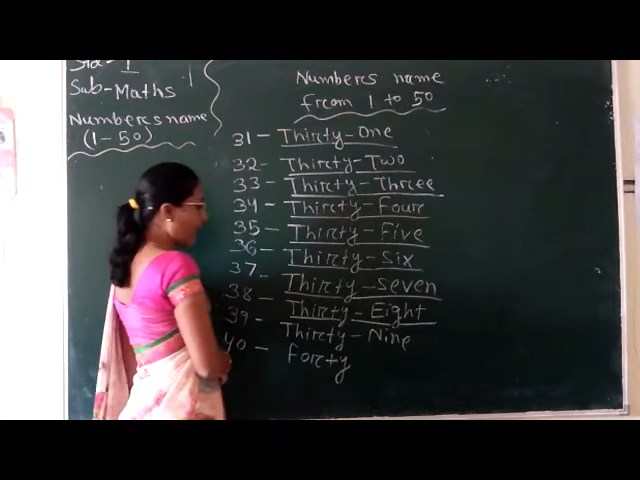 Std-1
Sub-Maths
Numbers name
(1-50)
Numbers name
from 1 to 50
31 - Thirty-One
32 - Thirty-Two
33 - Thirty-Three
34 - Thirty-Four
35 - Thirty-Five
36 - Thirty-Six
37 - Thirty-Seven
38 - Thirty-Eight
39 - Thirty-Nine
40 - Forty